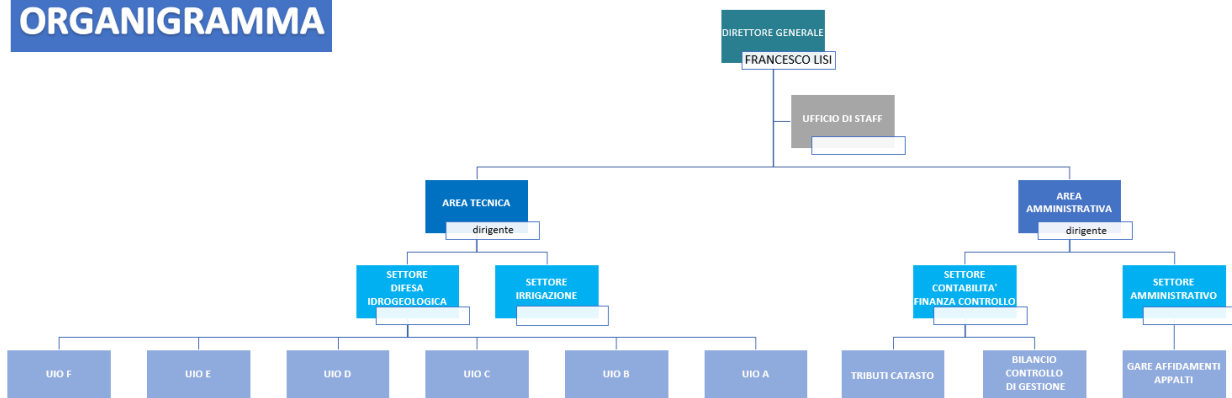 ORGANIGRAMMA
DIRETTORE GENERALE
FRANCESCO LISI
UFFICIO DI STAFF
AREA TECNICA
dirigente
AREA
AMMINISTRATIVA
dirigente
SETTORE
DIFESA
IDROGEOLOGICA
SETTORE
IRRIGAZIONE
SETTORE
CONTABILITA'
FINANZA CONTROLLO
SETTORE
AMMINISTRATIVO
UIO F
UIO E
UIO D
UIO C
UIO B
UIO A
TRIBUTI CATASTO
BILANCIO
CONTROLLO
DI GESTIONE
GARE AFFIDAMENTI
APPALTI